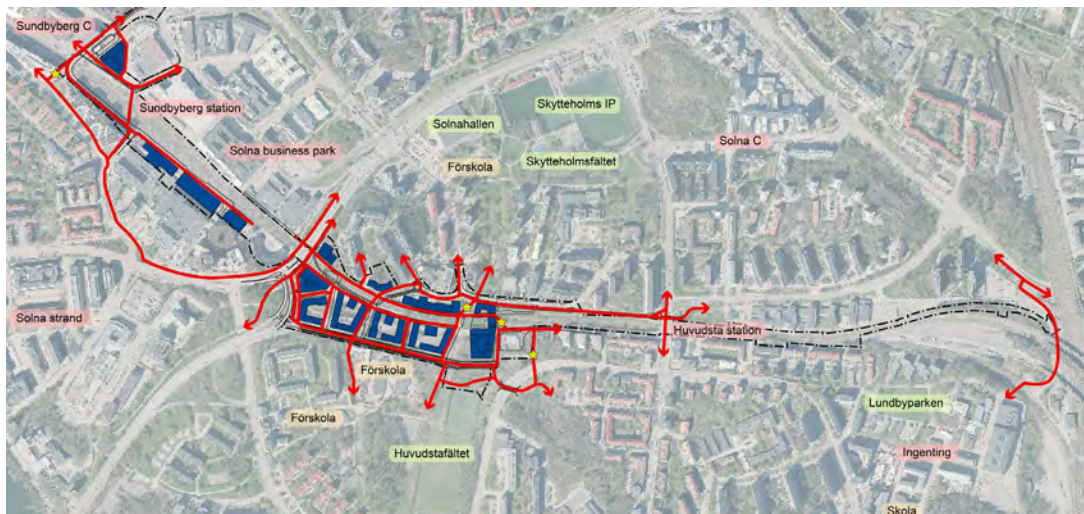 Sundbyberg C
Sundbyberg station
Skytteholms IP
Solnahallen
Solna business park
Solna C
Förskola
Skytteholmsfältet
Solna strand
Huvudsta station
Förskola
Förskola
Lundbyparken
Huvudstafältet
Ingenting
Skola